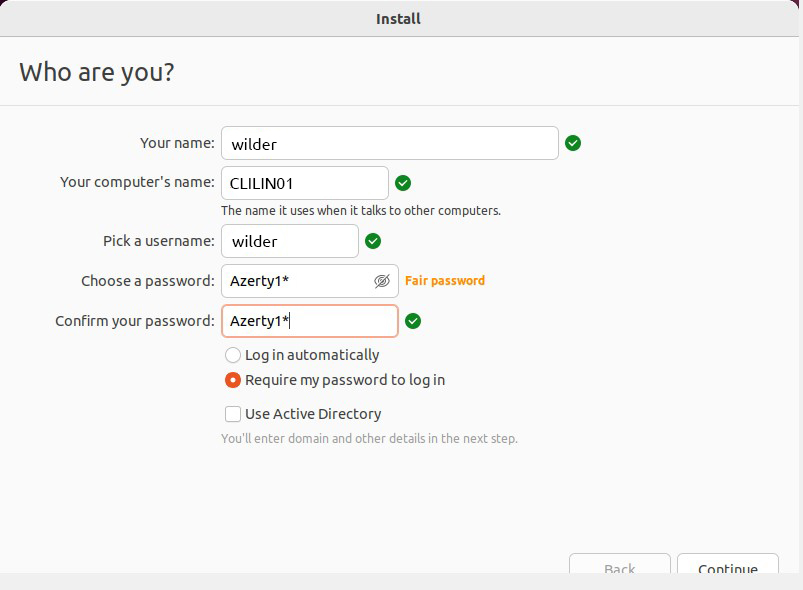 Install
Who are you?
Your name: wilder
Your computer's name: CLILIN01
The name it uses when it talks to other computers.
Pick a username: wilder
Choose a password: Azerty1* Fair password
Confirm your password: Azerty1*
Log in automatically
Require my password to log in
Use Active Directory
You'll enter domain and other details in the next step.
Back Continue